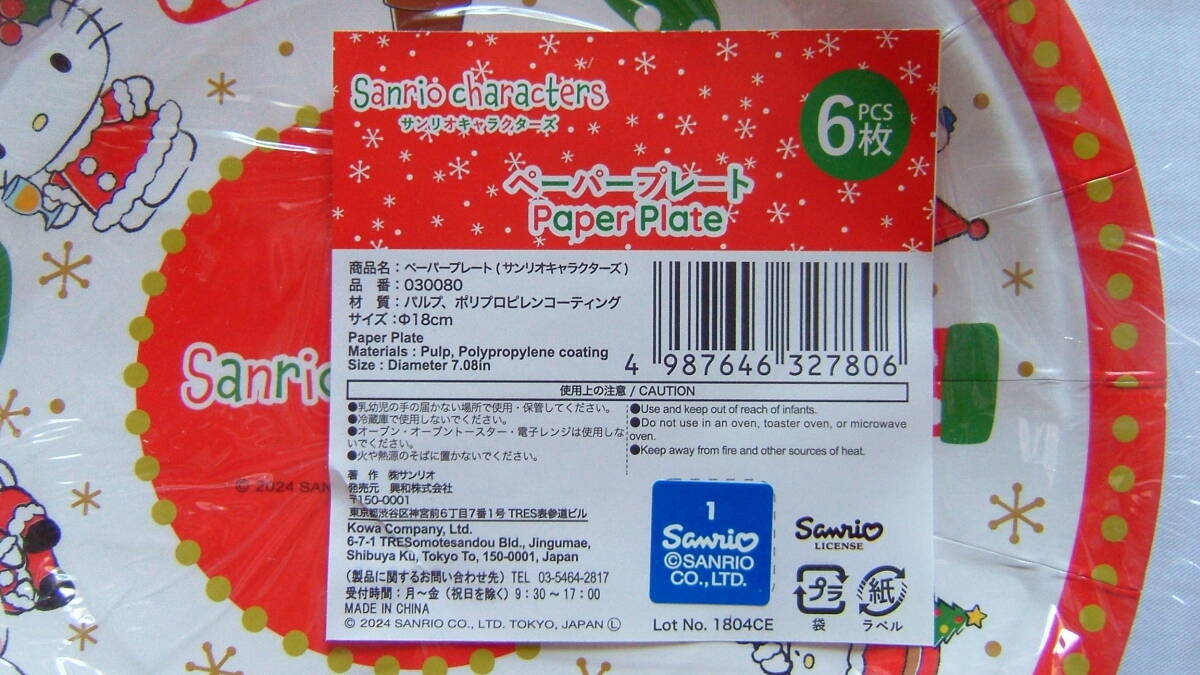 Sanrio characters
サンリオキャラクターズ
6 PCS
枚
ペーパープレート
Paper Plate
商品名：ペーパープレート(サンリオキャラクターズ)
品　番：030080
材　質：パルプ、ポリプロピレンコーティング
サイズ：Φ18cm
Paper Plate
Materials : Pulp, Polypropylene coating
Size : Diameter 7.08in
4 987646 327806
使用上の注意 / CAUTION
●乳幼児の手の届かない場所で使用・保管してください。
●冷蔵庫で使用しないでください。
●オーブン・オーブントースター・電子レンジは使用しな
いでください。
●火や熱源のそばに置かないでください。
●Use and keep out of reach of infants.
●Do not use in an oven, toaster oven, or microwave
oven.
●Keep away from fire and other sources of heat.
著　作　㈱サンリオ
発売元　興和株式会社
〒150-0001
東京都渋谷区神宮前6丁目7番1号 TRES表参道ビル
Kowa Company, Ltd.
6-7-1 TRESomotesandou Bld., Jingumae,
Shibuya Ku, Tokyo To, 150-0001, Japan
(製品に関するお問い合わせ先) TEL 03-5464-2817
受付時間：月～金 (祝日を除く) 9：30～17：00
MADE IN CHINA
© 2024 SANRIO CO., LTD. TOKYO, JAPAN Ⓛ
1
Sanrio
©SANRIO
CO., LTD.
Sanrio
LICENSE
プラ
袋
紙
ラベル
Lot No. 1804CE
Sanrio
© 2024 SAN